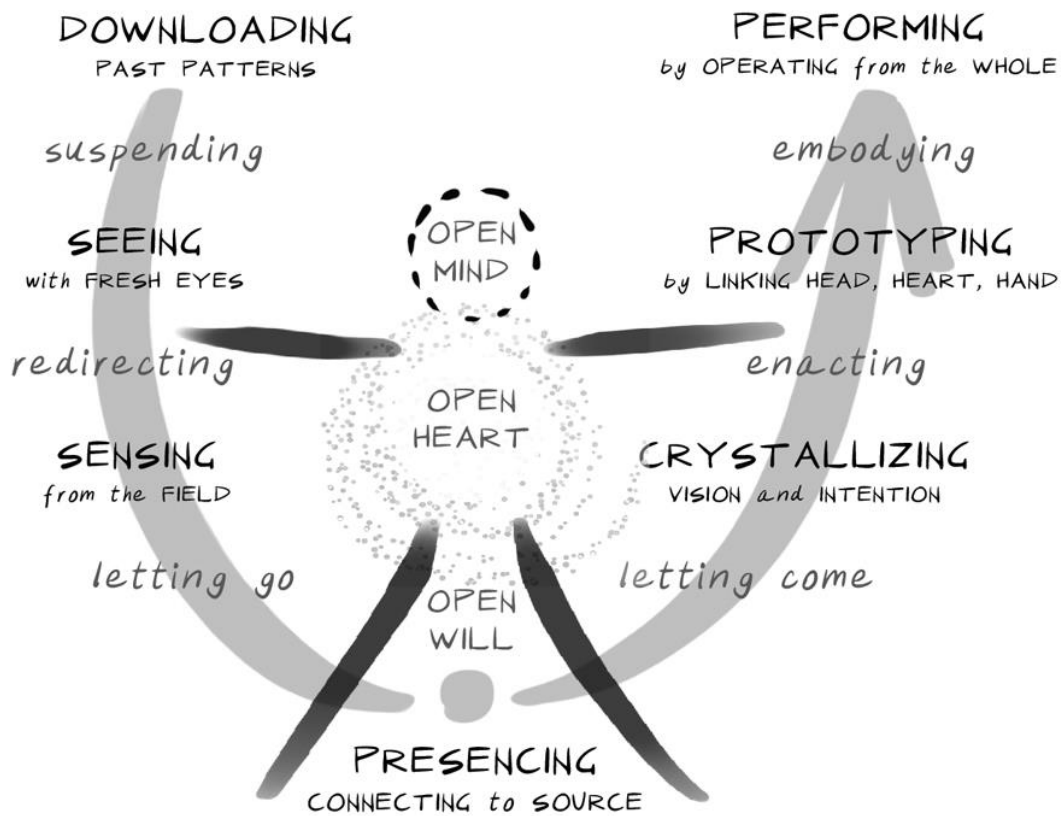 DOWNLOADING
PAST PATTERNS
suspending
SEEING
with FRESH EYES
redirecting
SENSING
from the FIELD
letting go
OPEN
MIND
OPEN
HEART
OPEN
WILL
PRESENCING
CONNECTING to SOURCE
PERFORMING
by OPERATING from the WHOLE
embodying
PROTOTYPING
by LINKING HEAD, HEART, HAND
enacting
CRYSTALLIZING
VISION and INTENTION
letting come